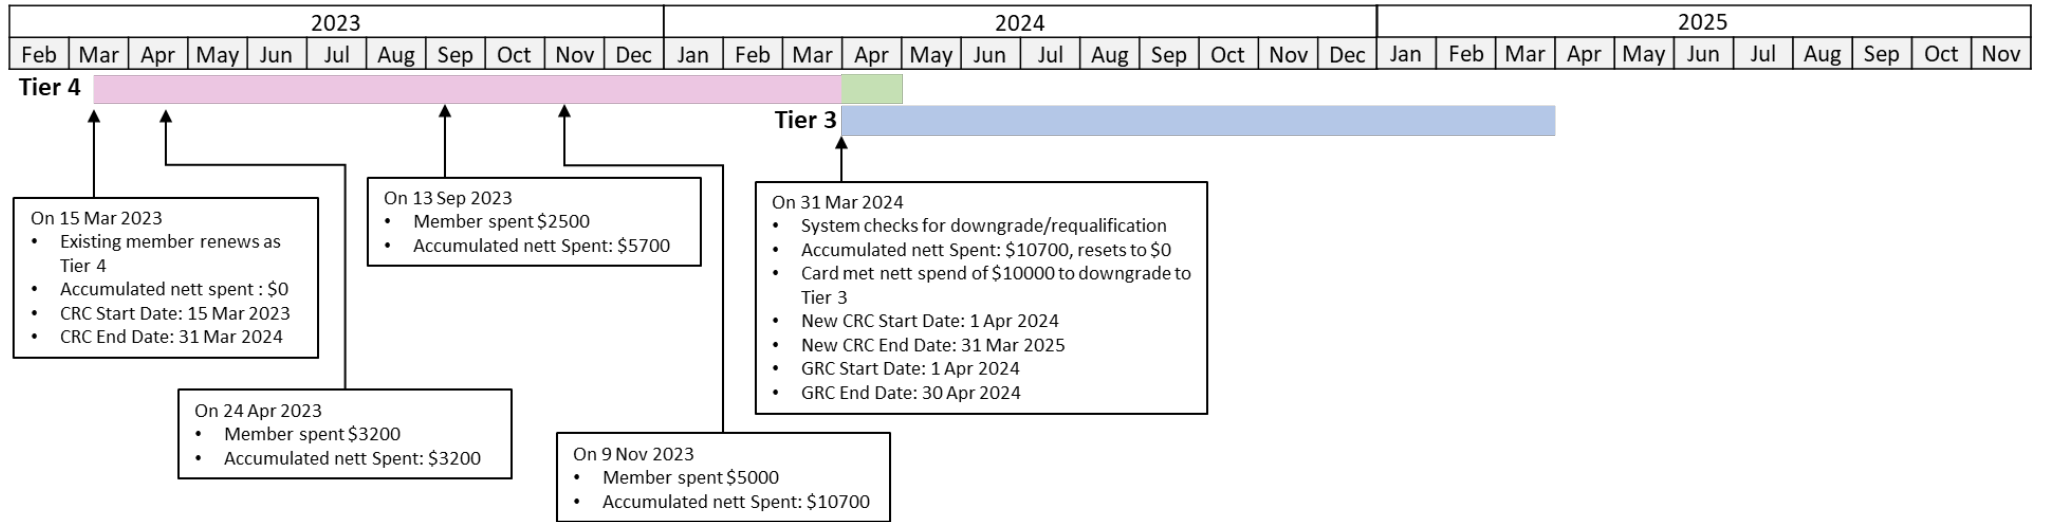 2023 2024 2025
Feb Mar Apr May Jun Jul Aug Sep Oct Nov Dec Jan Feb Mar Apr May Jun Jul Aug Sep Oct Nov Dec Jan Feb Mar Apr May Jun Jul Aug Sep Oct Nov
Tier 4
Tier 3
On 15 Mar 2023
• Existing member renews as
Tier 4
• Accumulated nett spent : $0
• CRC Start Date: 15 Mar 2023
• CRC End Date: 31 Mar 2024
On 24 Apr 2023
• Member spent $3200
• Accumulated nett Spent: $3200
On 13 Sep 2023
• Member spent $2500
• Accumulated nett Spent: $5700
On 9 Nov 2023
• Member spent $5000
• Accumulated nett Spent: $10700
On 31 Mar 2024
• System checks for downgrade/requalification
• Accumulated nett Spent: $10700, resets to $0
• Card met nett spend of $10000 to downgrade to
Tier 3
• New CRC Start Date: 1 Apr 2024
• New CRC End Date: 31 Mar 2025
• GRC Start Date: 1 Apr 2024
• GRC End Date: 30 Apr 2024